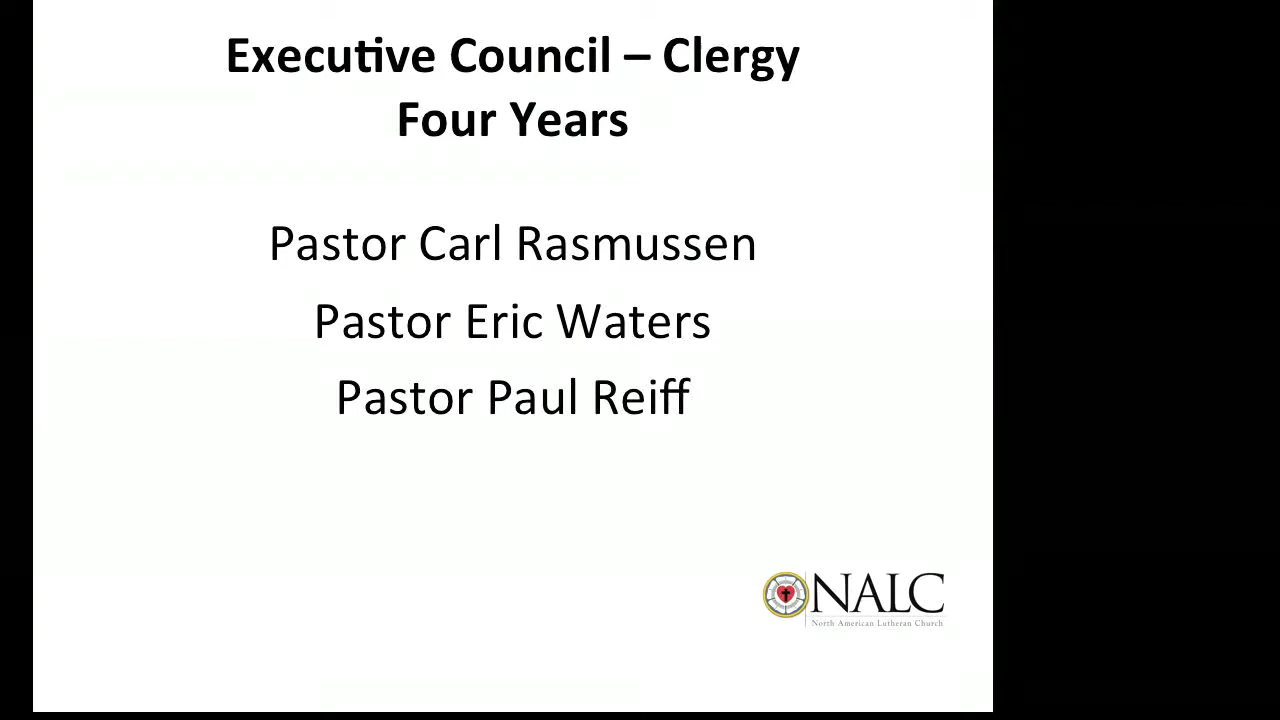 Executive Council – Clergy
Four Years
Pastor Carl Rasmussen
Pastor Eric Waters
Pastor Paul Reiff
NALC
North American Lutheran Church